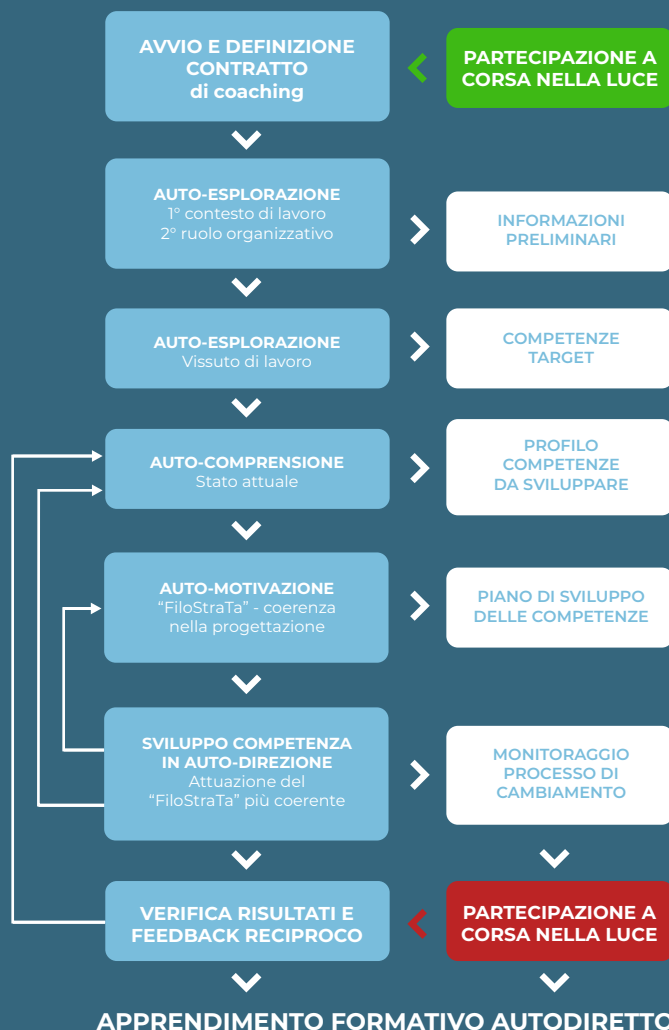 AVVIO E DEFINIZIONE
CONTRATTO
di coaching
PARTECIPAZIONE A
CORSA NELLA LUCE
AUTO-ESPLORAZIONE
1° contesto di lavoro
2° ruolo organizzativo
INFORMAZIONI
PRELIMINARI
AUTO-ESPLORAZIONE
Vissuto di lavoro
COMPETENZE
TARGET
AUTO-COMPRENSIONE
Stato attuale
PROFILO
COMPETENZE
DA SVILUPPARE
AUTO-MOTIVAZIONE
“FiloStraTa” - coerenza
nella progettazione
PIANO DI SVILUPPO
DELLE COMPETENZE
SVILUPPO COMPETENZA
IN AUTO-DIREZIONE
Attuazione del
“FiloStraTa” più coerente
MONITORAGGIO
PROCESSO DI
CAMBIAMENTO
VERIFICA RISULTATI E
FEEDBACK RECIPROCO
PARTECIPAZIONE A
CORSA NELLA LUCE
APPRENDIMENTO FORMATIVO AUTODIRETTO